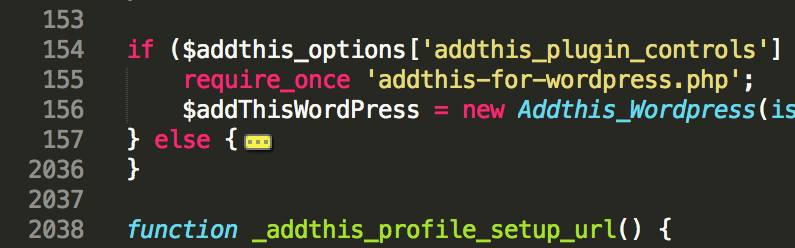 153
154 if ($addthis_options['addthis_plugin_controls']
155 require_once 'addthis-for-wordpress.php';
156 $addThisWordPress = new Addthis_Wordpress(is
157 } else {...
2036 }
2037
2038 function _addthis_profile_setup_url() {